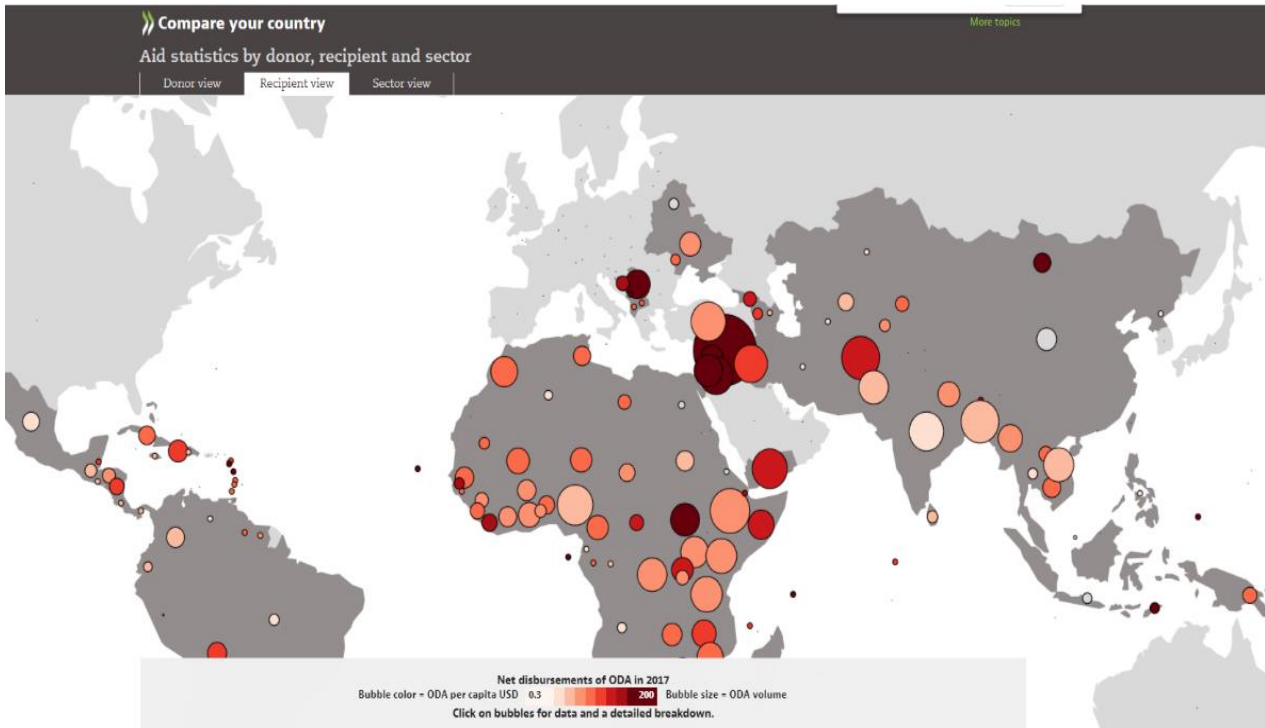 Compare your country
More topics
Aid statistics by donor, recipient and sector
Donor view
Recipient view
Sector view
Net disbursements of ODA in 2017
Bubble color = ODA per capita USD 0.3 200 Bubble size = ODA volume
Click on bubbles for data and a detailed breakdown.